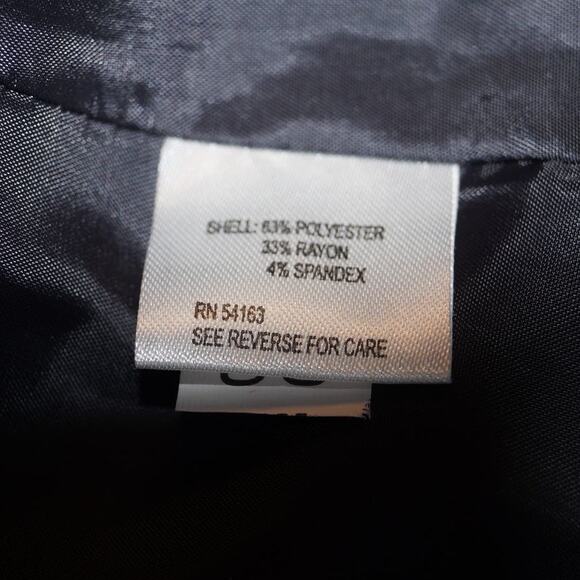 SHELL: 63% POLYESTER
33% RAYON
4% SPANDEX
RN 54163
SEE REVERSE FOR CARE